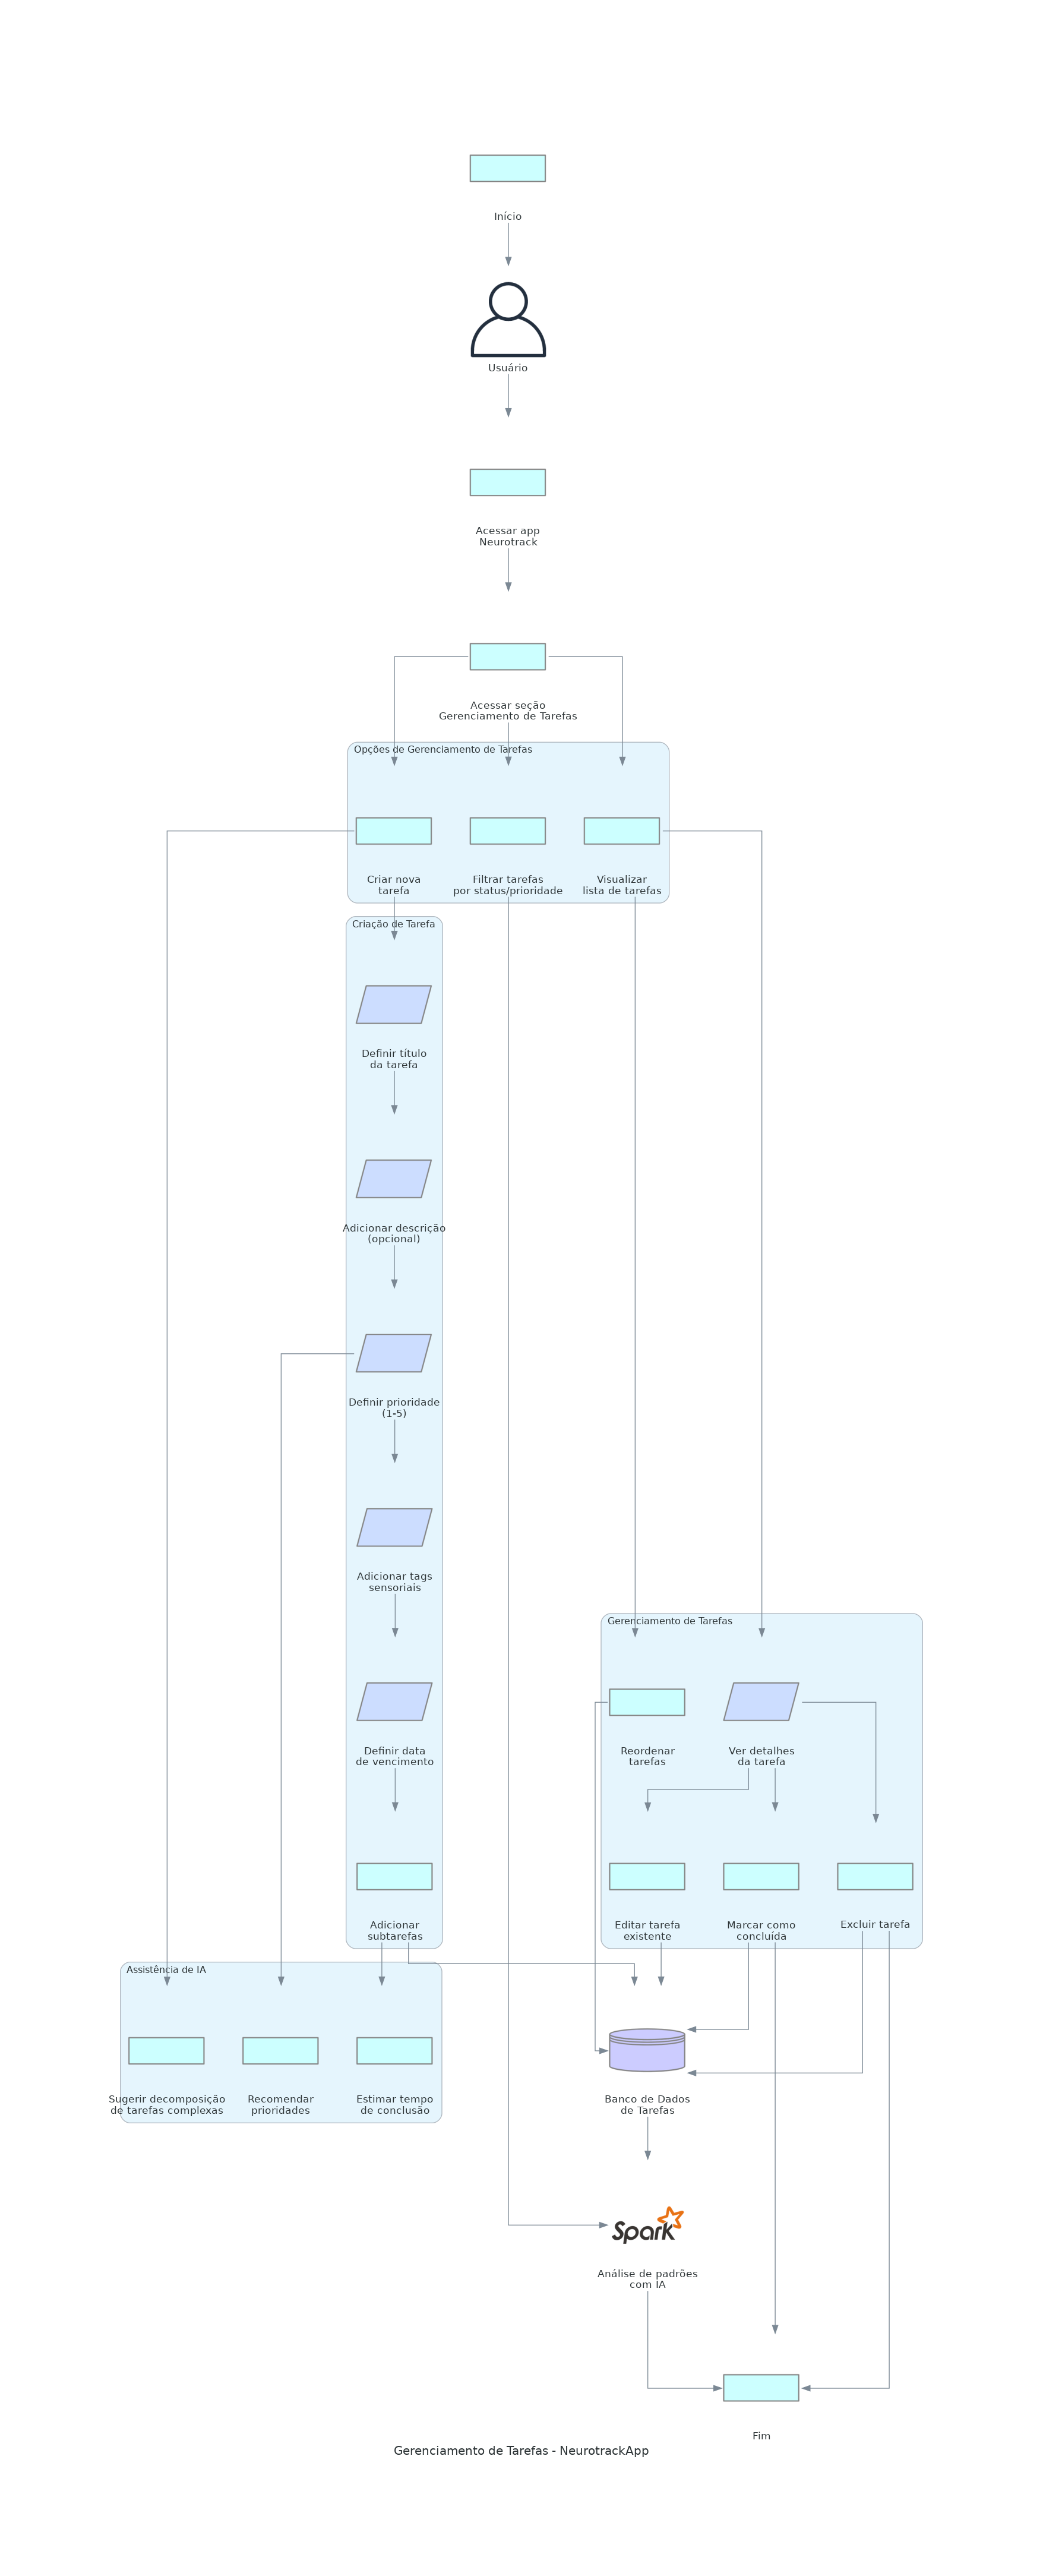 Início
Usuário
Acessar app
Neurotrack
Acessar seção
Gerenciamento de Tarefas
Opções de Gerenciamento de Tarefas
Criar nova
tarefa
Filtrar tarefas
por status/prioridade
Visualizar
lista de tarefas
Criação de Tarefa
Definir título
da tarefa
Adicionar descrição
(opcional)
Definir prioridade
(1-5)
Adicionar tags
sensoriais
Definir data
de vencimento
Adicionar
subtarefas
Gerenciamento de Tarefas
Reordenar
tarefas
Ver detalhes
da tarefa
Editar tarefa
existente
Marcar como
concluída
Excluir tarefa
Assistência de IA
Sugerir decomposição
de tarefas complexas
Recomendar
prioridades
Estimar tempo
de conclusão
Banco de Dados
de Tarefas
Spark
Análise de padrões
com IA
Fim
Gerenciamento de Tarefas - NeurotrackApp